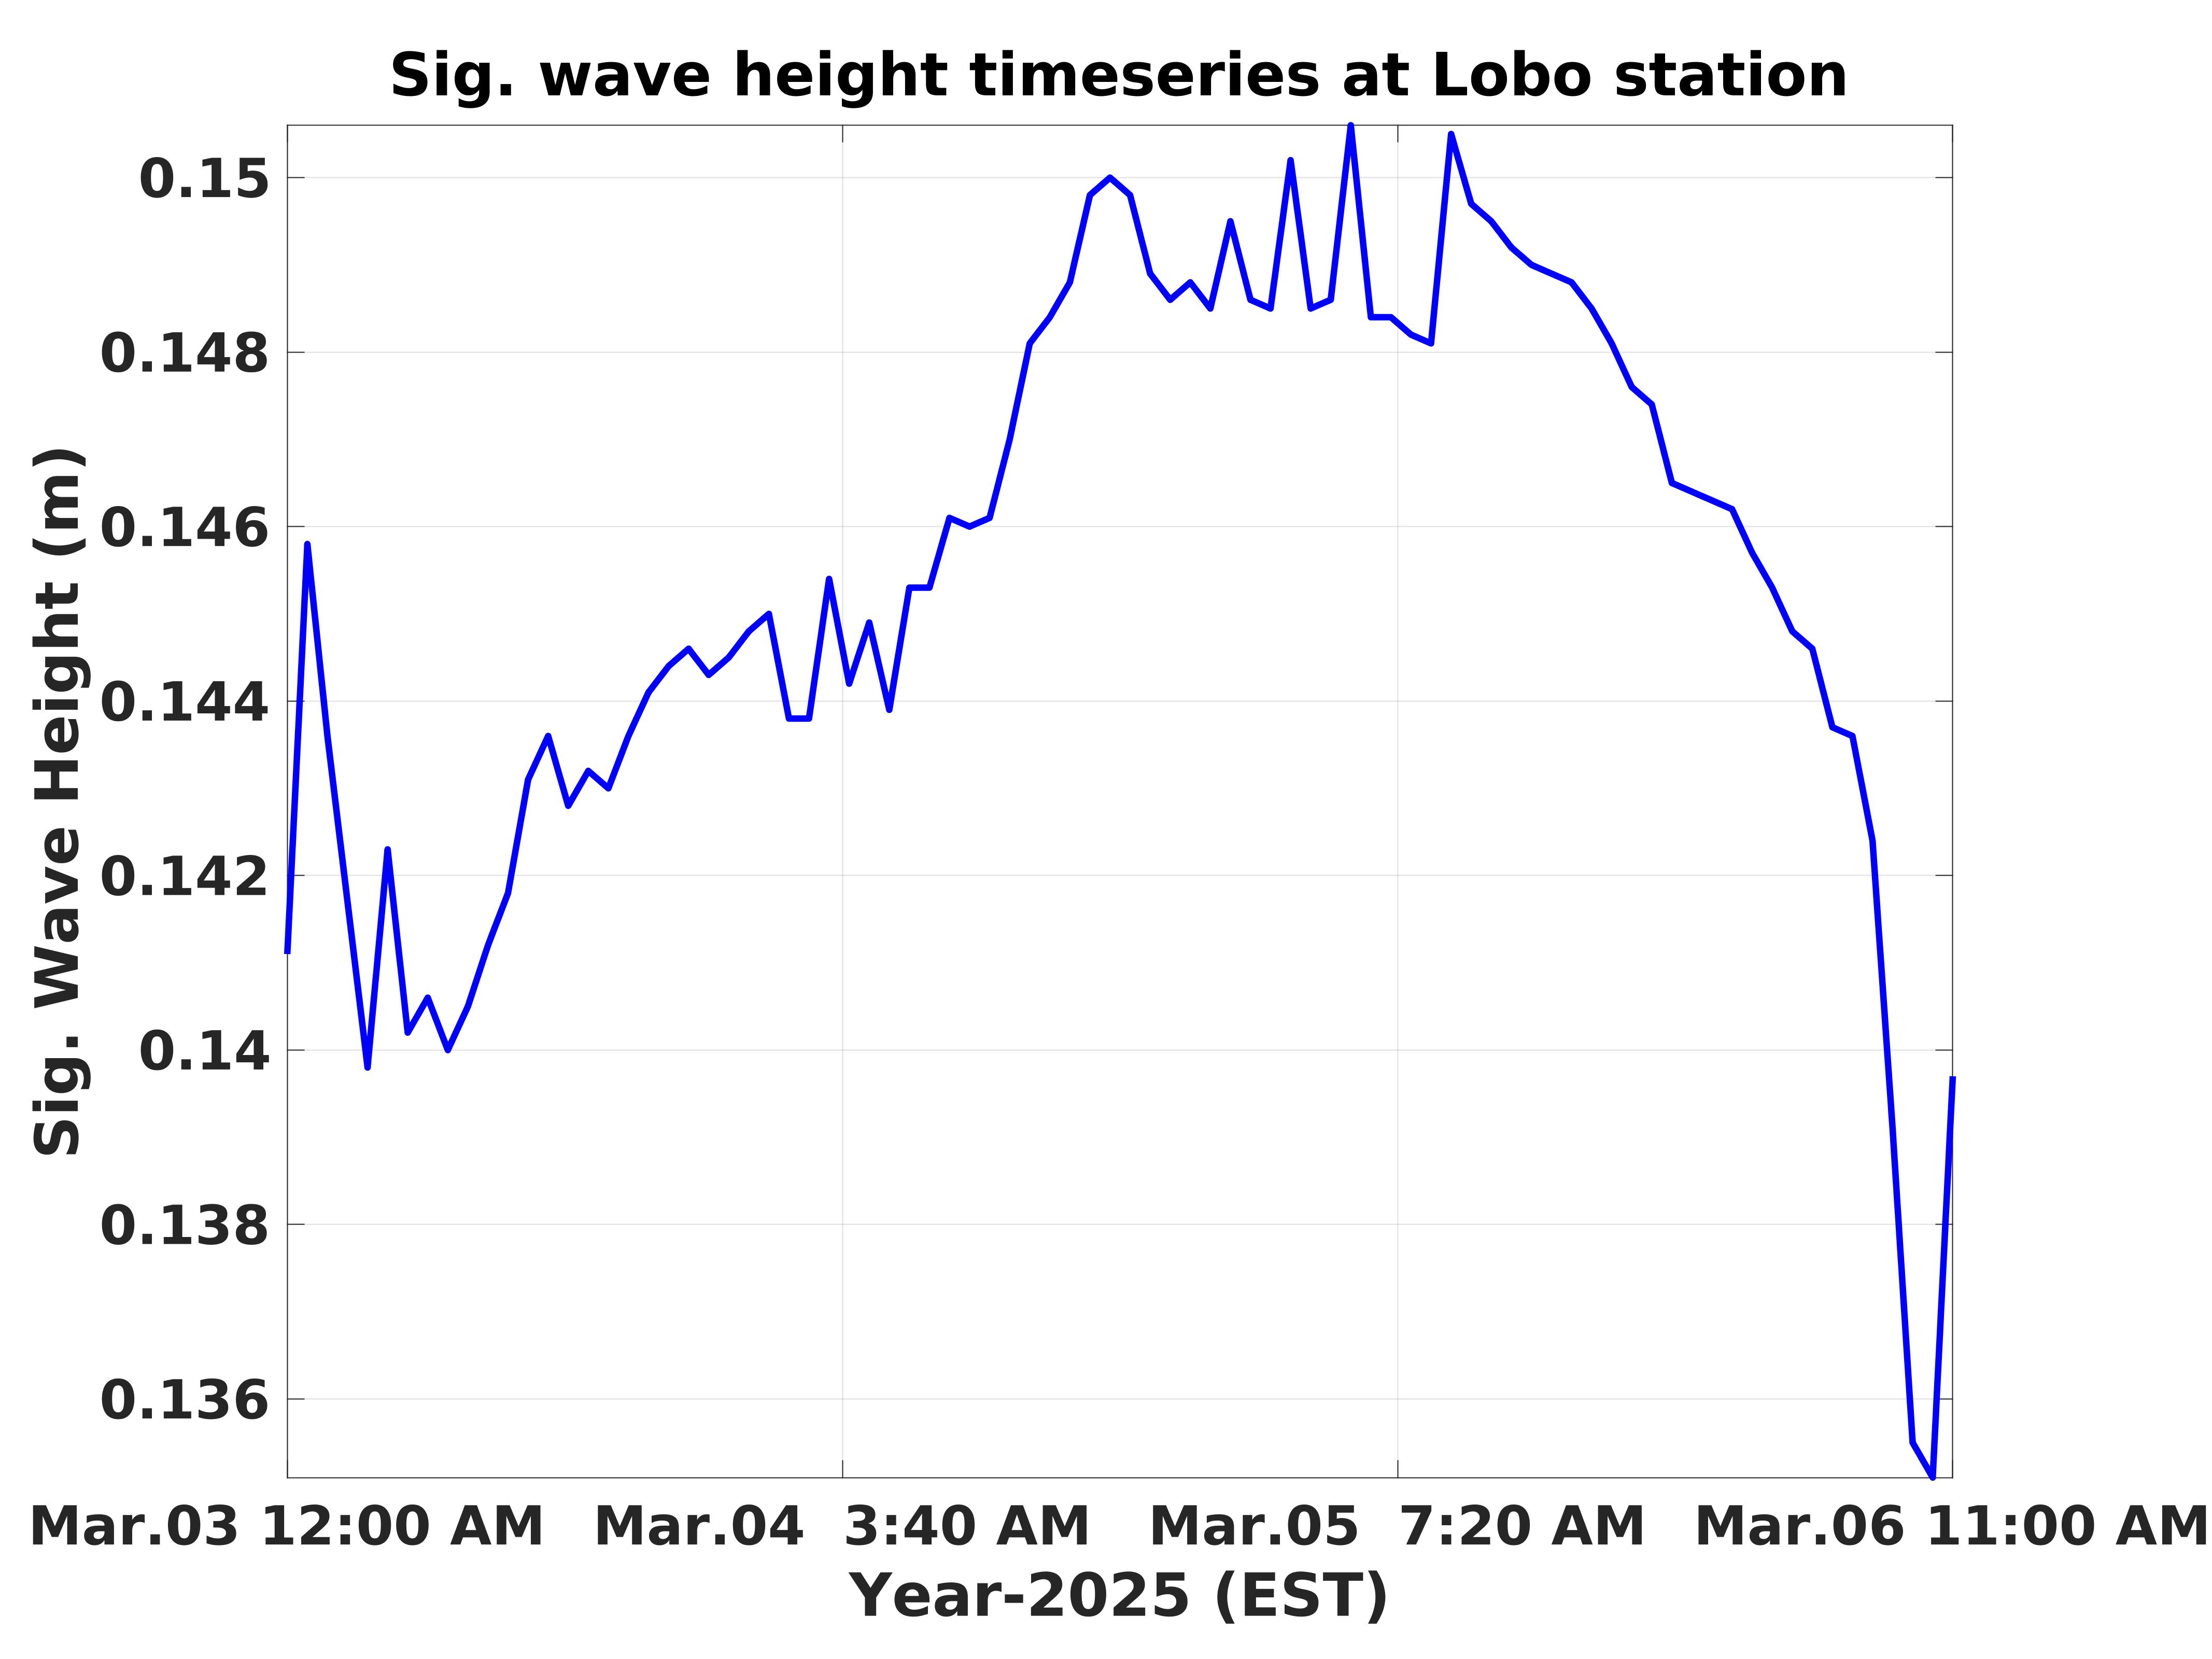 Sig. wave height timeseries at Lobo station
Sig. Wave Height (m)
0.15
0.148
0.146
0.144
0.142
0.14
0.138
0.136
Mar.03 12:00 AM Mar.04 3:40 AM Mar.05 7:20 AM Mar.06 11:00 AM
Year-2025 (EST)